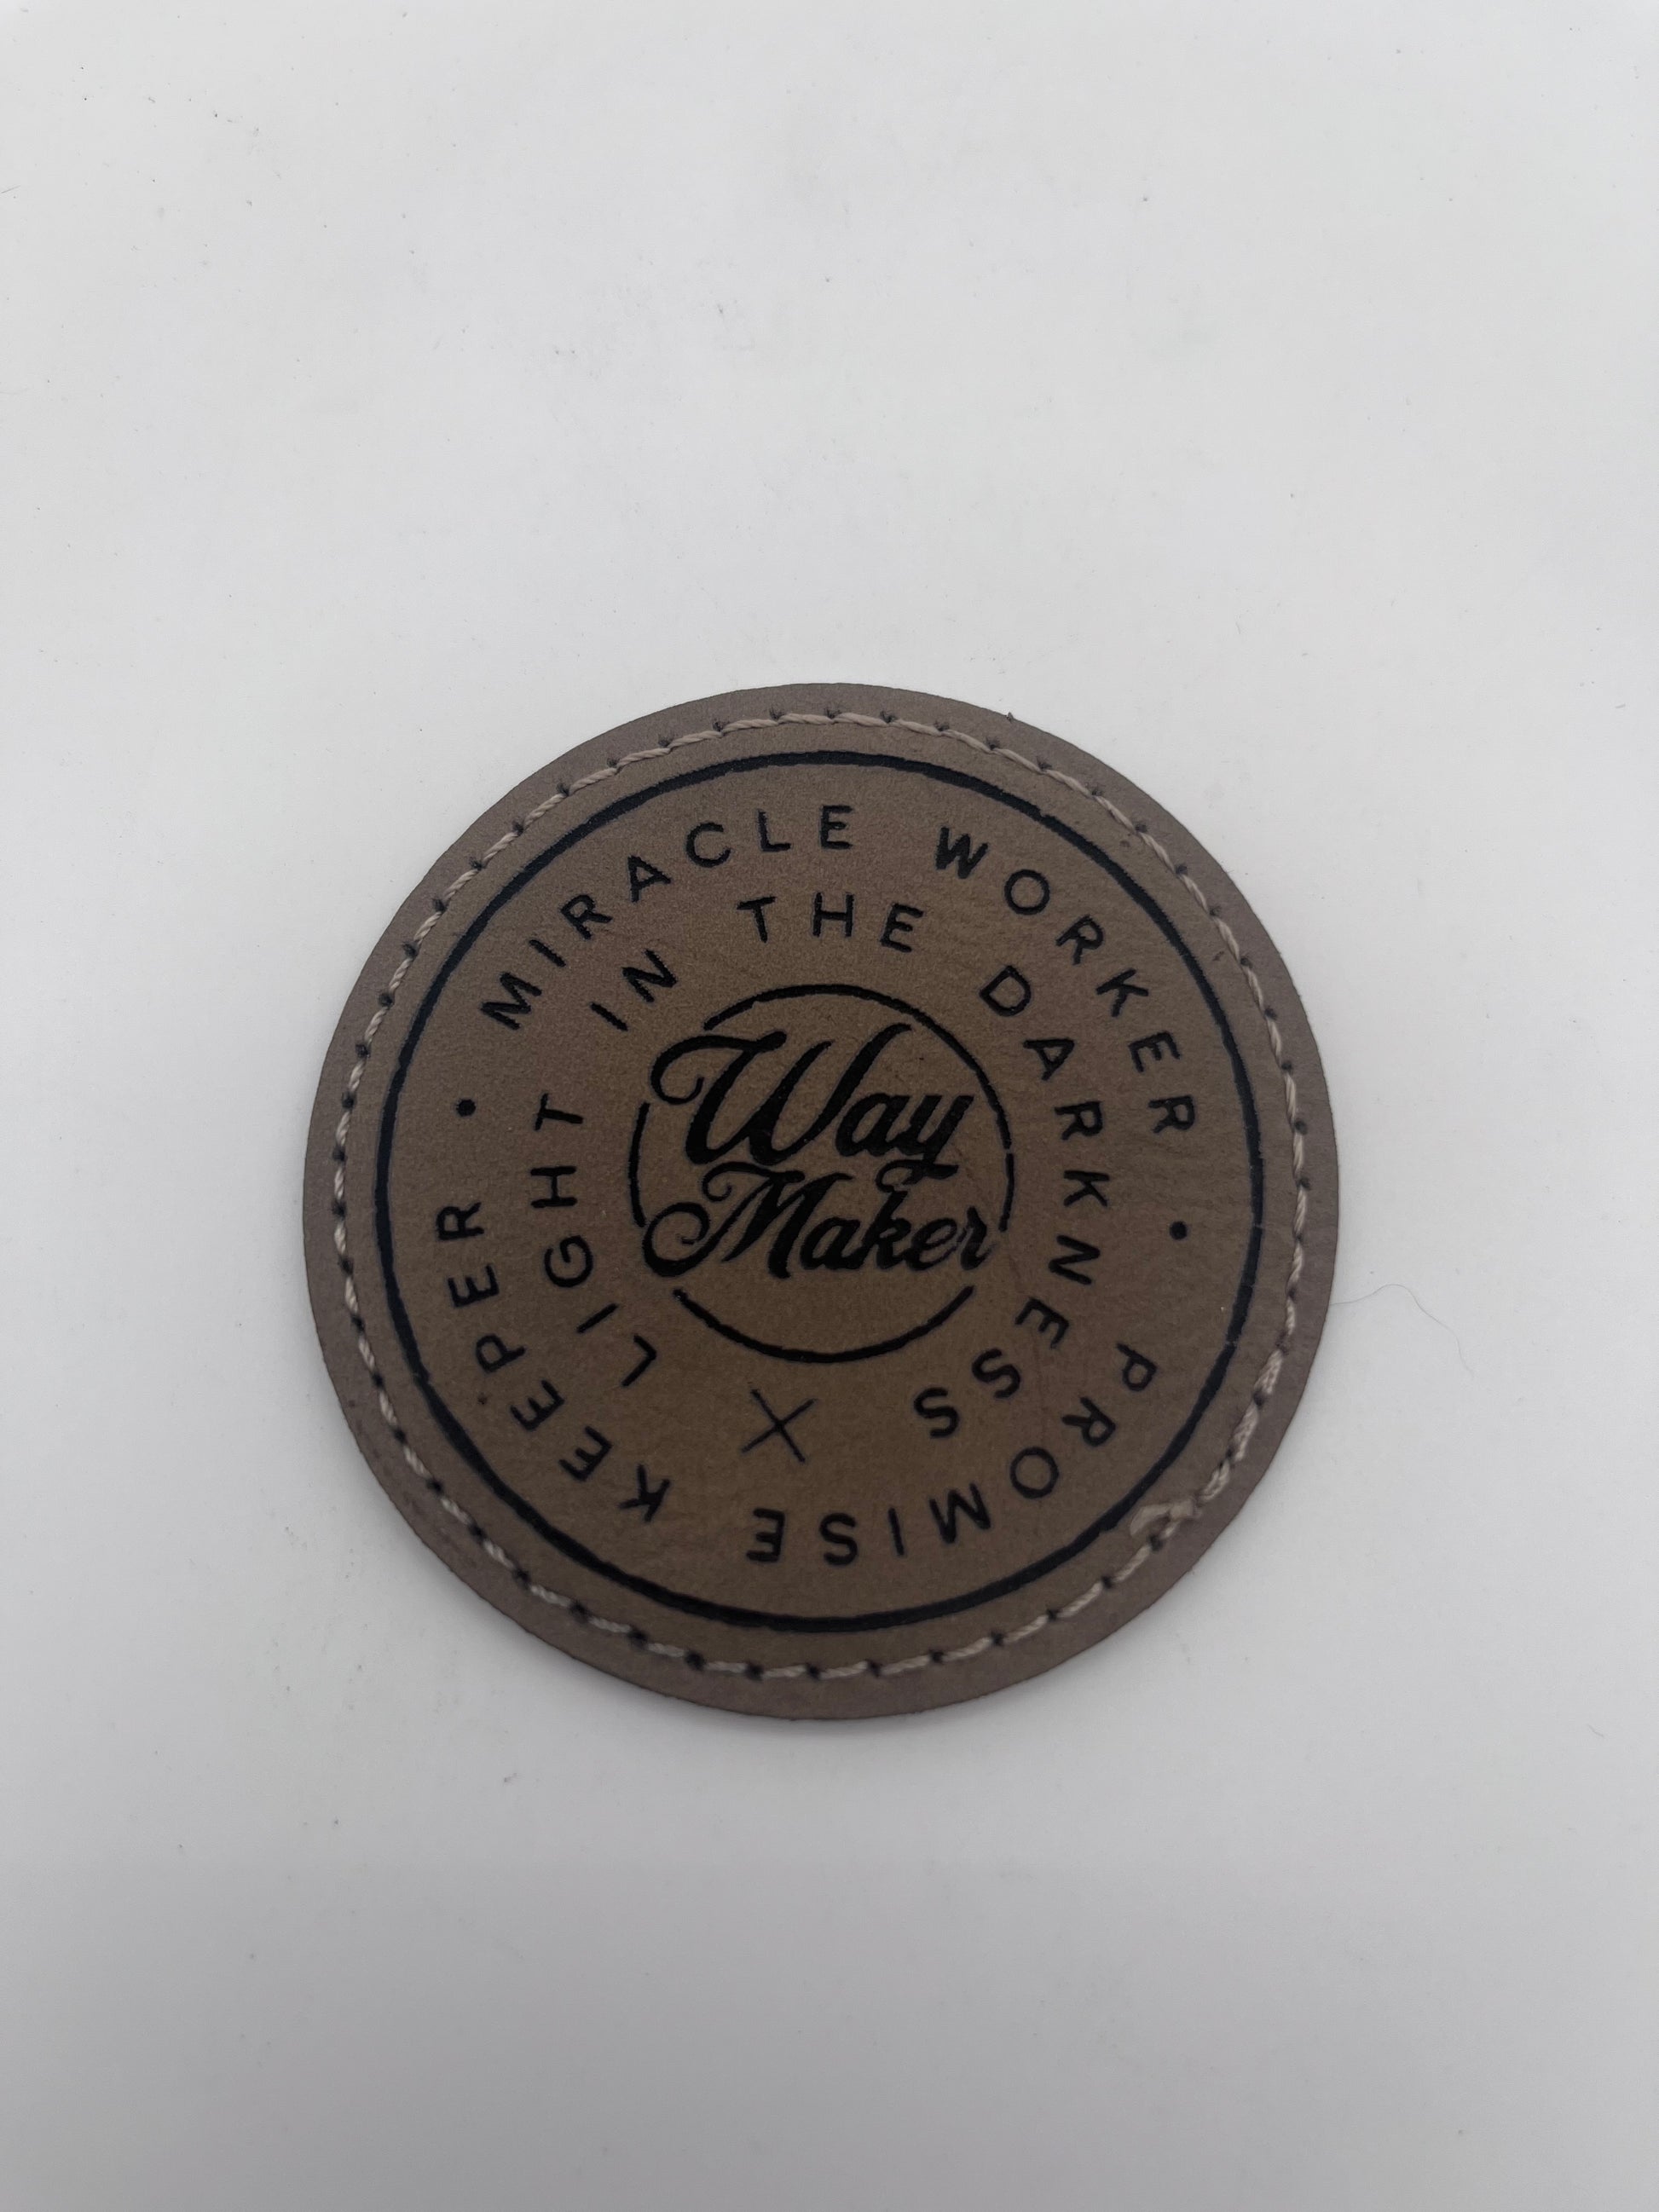 MIRACLE WORKER • PROMISE KEEPER •
LIGHT IN THE DARKNESS X
Way
Maker